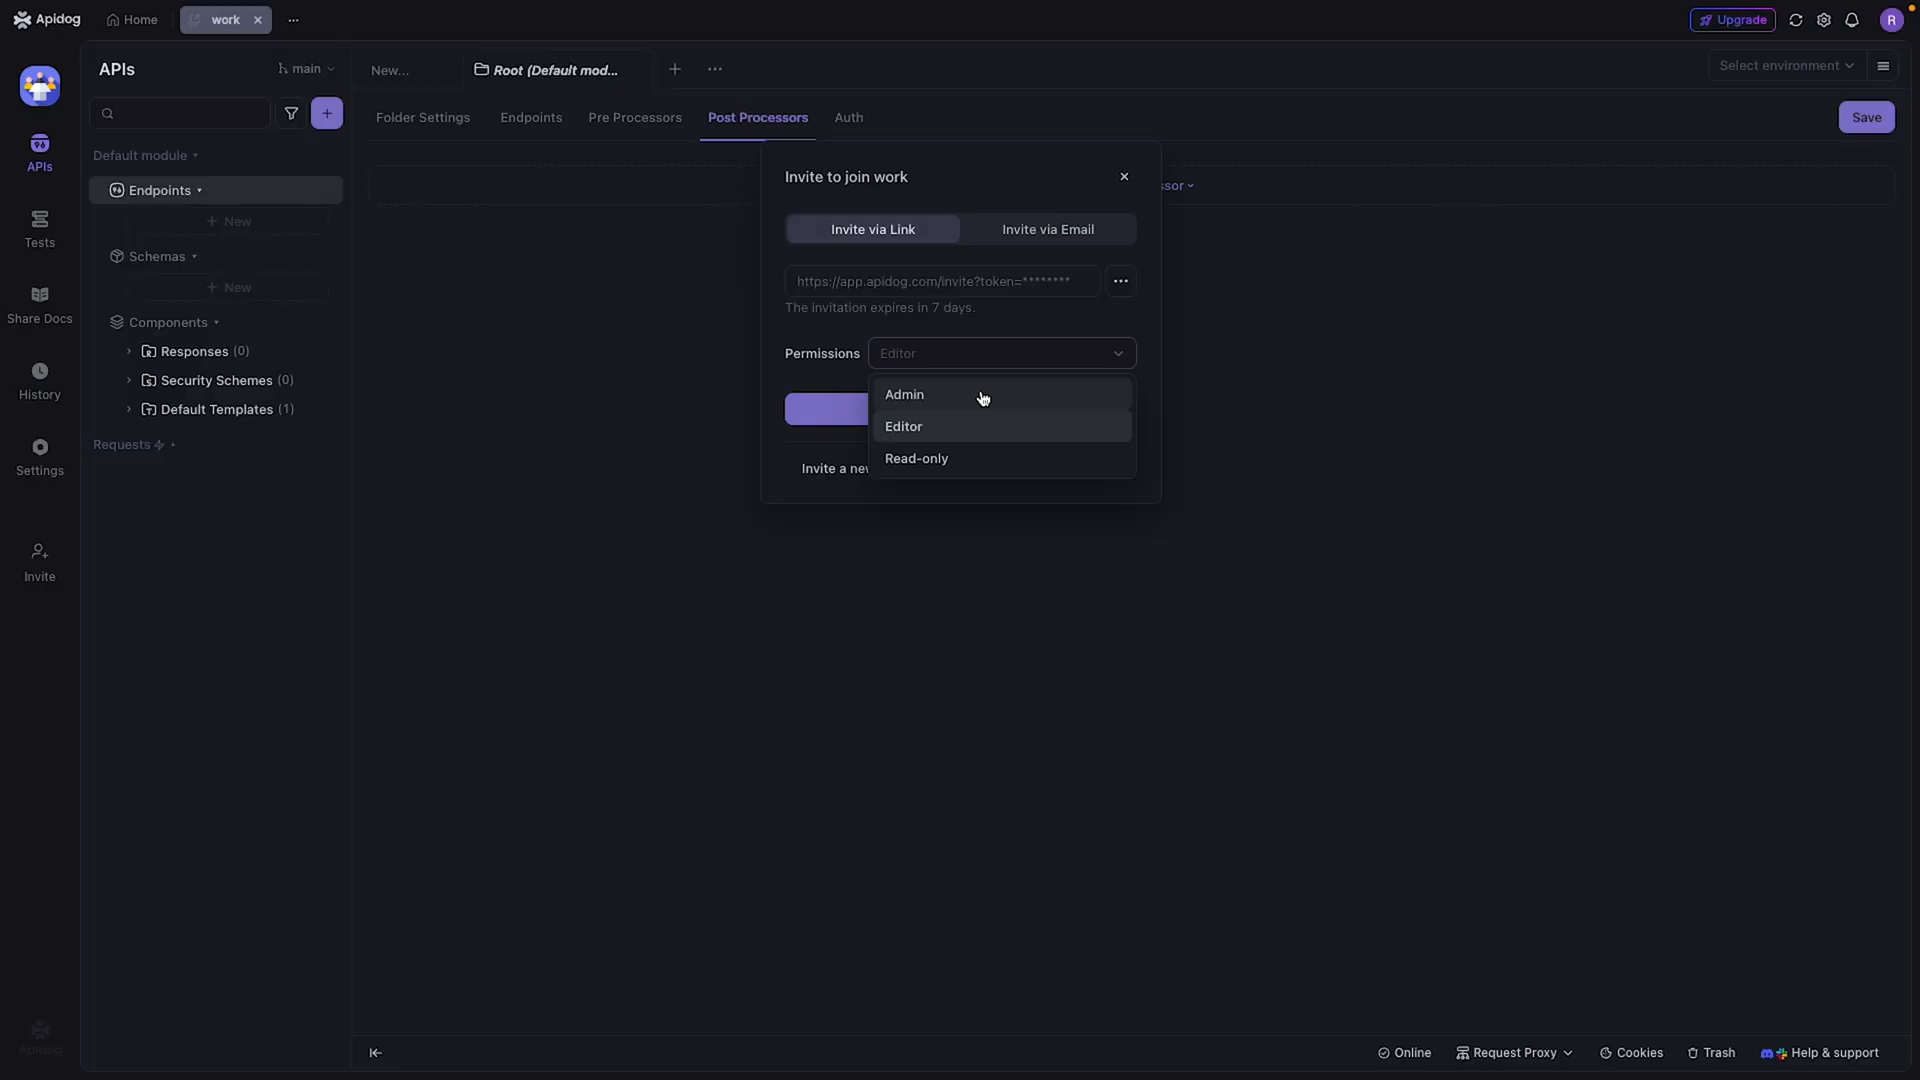 Apidog
Home
work
Upgrade
R
APIs
main
New...
Root (Default mod...
Select environment
Folder Settings
Endpoints
Pre Processors
Post Processors
Auth
Save
APIs
Tests
Share Docs
History
Settings
Invite
Apidog
Default module
Endpoints
+ New
Schemas
+ New
Components
Responses (0)
Security Schemes (0)
Default Templates (1)
Requests
Invite to join work
Invite via Link
Invite via Email
https://app.apidog.com/invite?token=********
The invitation expires in 7 days.
Permissions
Editor
Admin
Editor
Read-only
Invite a
Online
Request Proxy
Cookies
Trash
Help & support